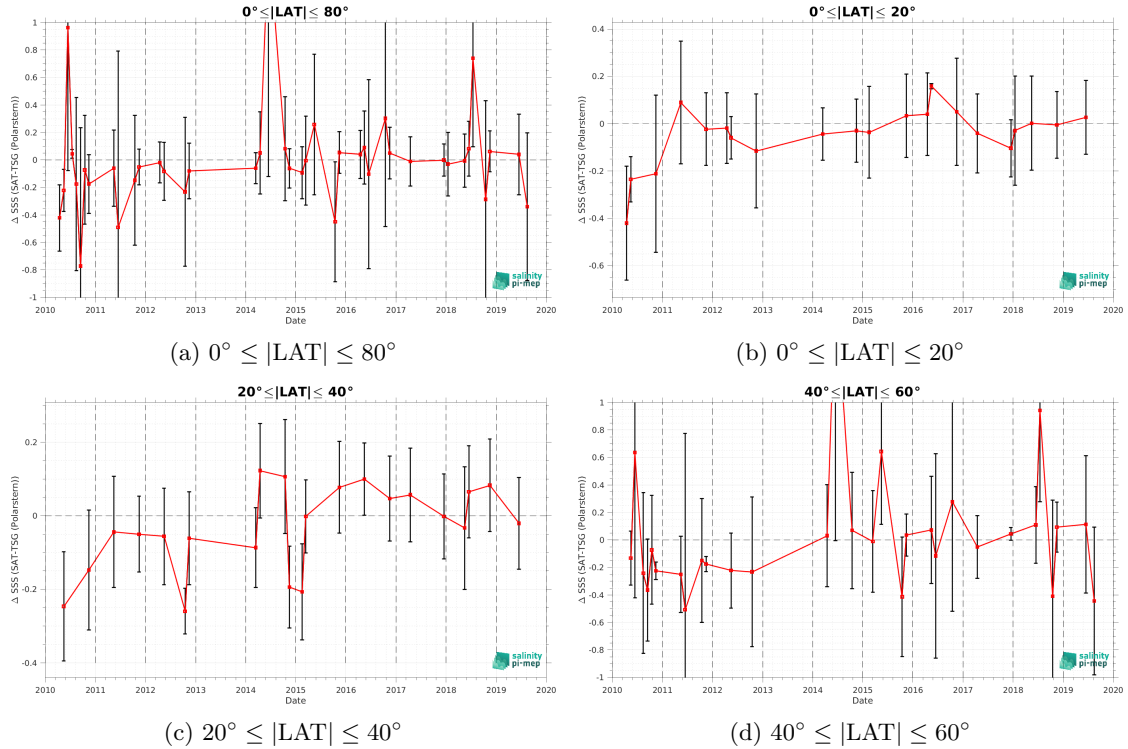 0°≤|LAT|≤ 80°
Δ SSS (SAT-TSG (Polarstern))
1
0.8
0.6
0.4
0.2
0
-0.2
-0.4
-0.6
-0.8
-1
2010 2011 2012 2013 2014 2015 2016 2017 2018 2019 2020
Date
salinity
pi-mep
(a) 0° ≤ |LAT| ≤ 80°
0°≤|LAT|≤ 20°
Δ SSS (SAT-TSG (Polarstern))
0.4
0.2
0
-0.2
-0.4
-0.6
2010 2011 2012 2013 2014 2015 2016 2017 2018 2019 2020
Date
salinity
pi-mep
(b) 0° ≤ |LAT| ≤ 20°
20°≤|LAT|≤ 40°
Δ SSS (SAT-TSG (Polarstern))
0.2
0
-0.2
-0.4
2010 2011 2012 2013 2014 2015 2016 2017 2018 2019 2020
Date
salinity
pi-mep
(c) 20° ≤ |LAT| ≤ 40°
40°≤|LAT|≤ 60°
Δ SSS (SAT-TSG (Polarstern))
1
0.8
0.6
0.4
0.2
0
-0.2
-0.4
-0.6
-0.8
-1
2010 2011 2012 2013 2014 2015 2016 2017 2018 2019 2020
Date
salinity
pi-mep
(d) 40° ≤ |LAT| ≤ 60°